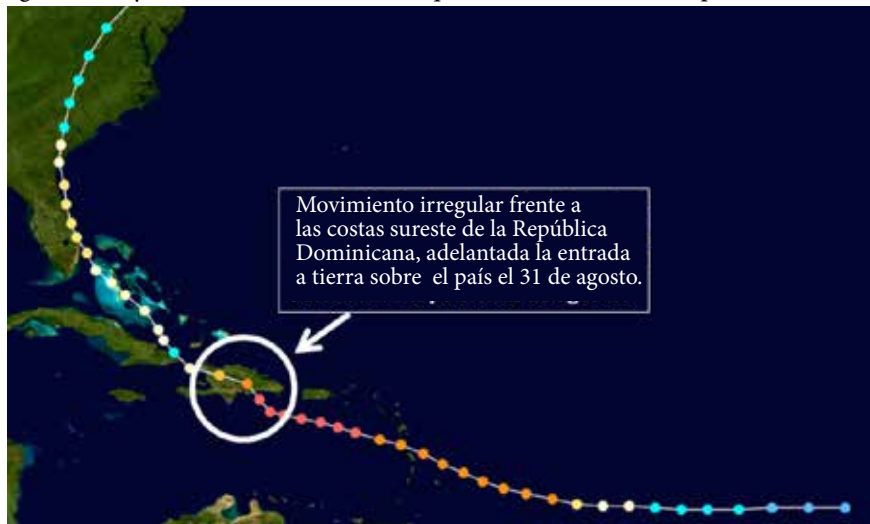 Movimiento irregular frente a
las costas sureste de la República
Dominicana, adelantada la entrada
a tierra sobre el país el 31 de agosto.